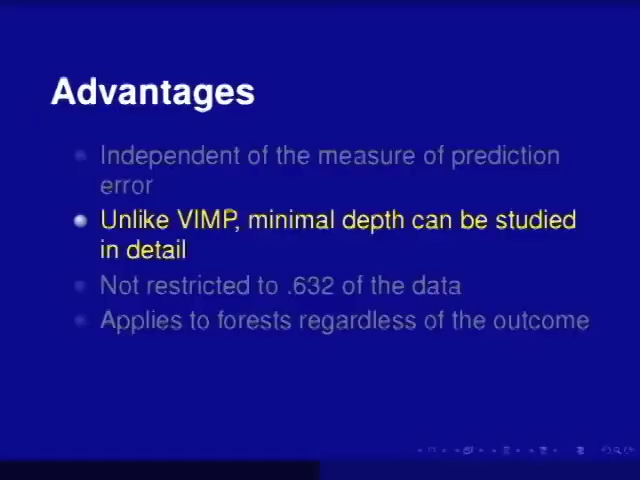 Advantages
Independent of the measure of prediction
error
Unlike VIMP, minimal depth can be studied
in detail
Not restricted to .632 of the data
Applies to forests regardless of the outcome